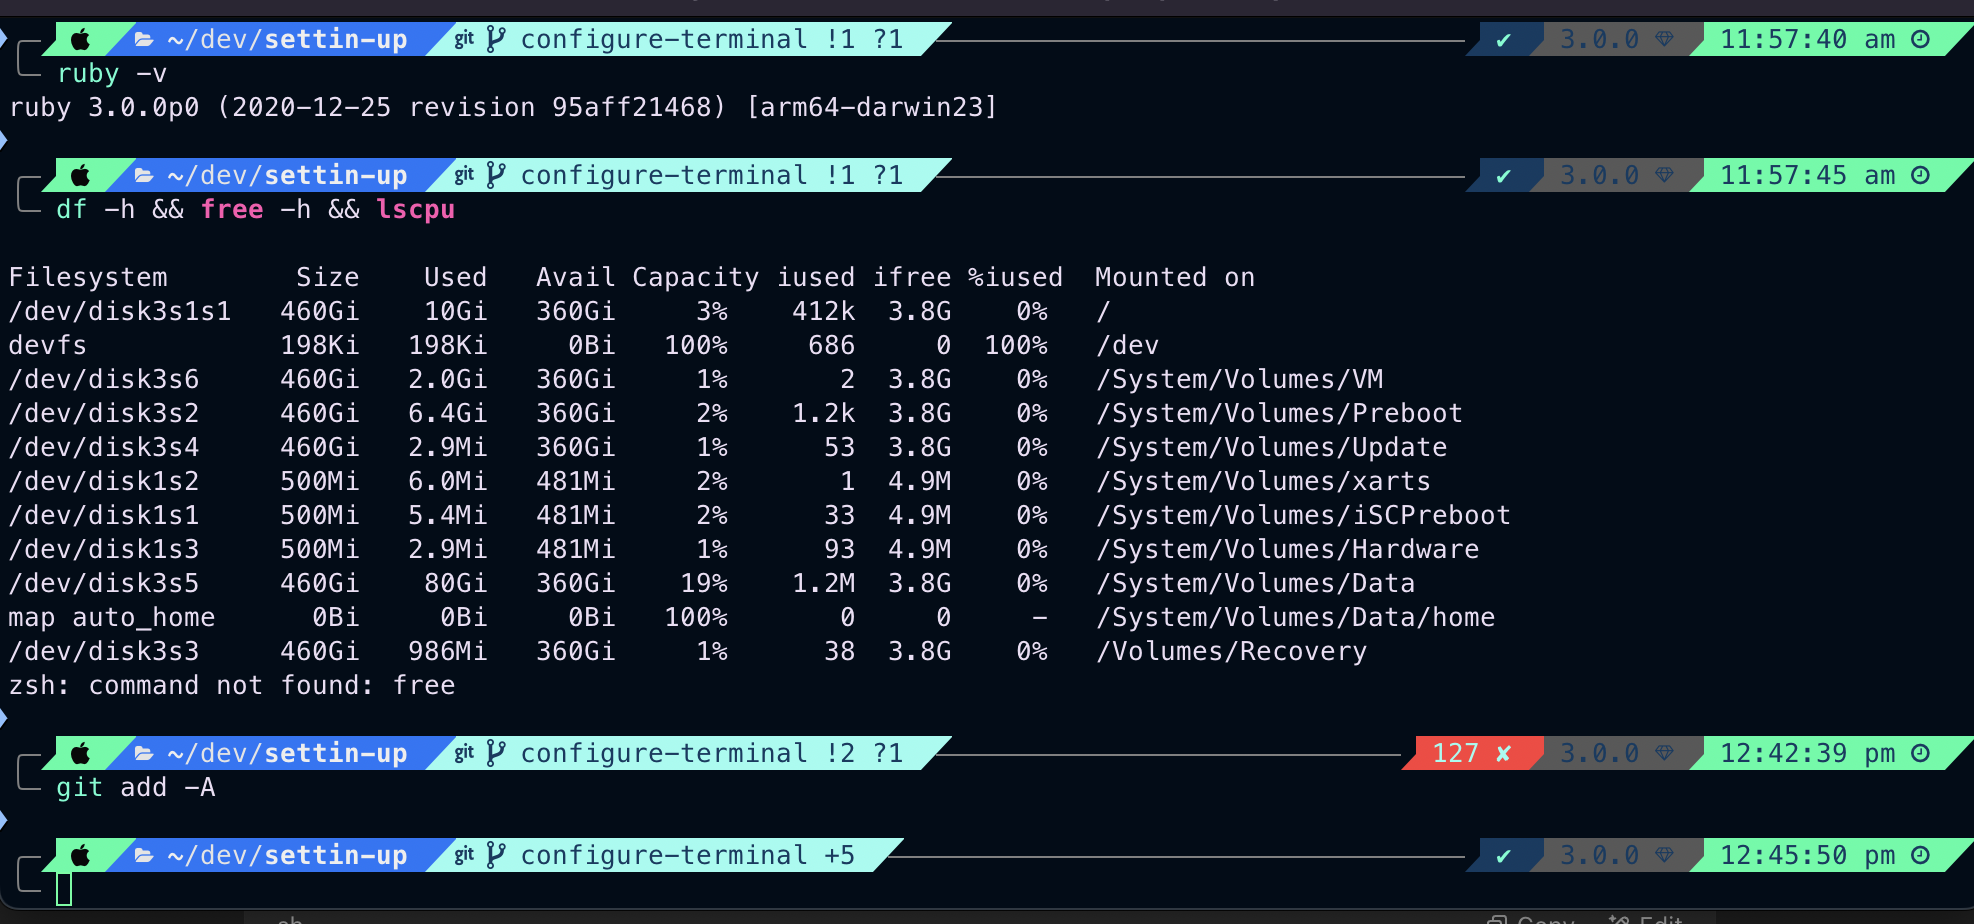 ~/dev/settin-up git configure-terminal !1 ?1 ✔ 3.0.0 11:57:40 am
ruby -v
ruby 3.0.0p0 (2020-12-25 revision 95aff21468) [arm64-darwin23]
~/dev/settin-up git configure-terminal !1 ?1 ✔ 3.0.0 11:57:45 am
df -h && free -h && lscpu
Filesystem Size Used Avail Capacity iused ifree %iused Mounted on
/dev/disk3s1s1 460Gi 10Gi 360Gi 3% 412k 3.8G 0% /
devfs 198Ki 198Ki 0Bi 100% 686 0 100% /dev
/dev/disk3s6 460Gi 2.0Gi 360Gi 1% 2 3.8G 0% /System/Volumes/VM
/dev/disk3s2 460Gi 6.4Gi 360Gi 2% 1.2k 3.8G 0% /System/Volumes/Preboot
/dev/disk3s4 460Gi 2.9Mi 360Gi 1% 53 3.8G 0% /System/Volumes/Update
/dev/disk1s2 500Mi 6.0Mi 481Mi 2% 1 4.9M 0% /System/Volumes/xarts
/dev/disk1s1 500Mi 5.4Mi 481Mi 2% 33 4.9M 0% /System/Volumes/iSCPreboot
/dev/disk1s3 500Mi 2.9Mi 481Mi 1% 93 4.9M 0% /System/Volumes/Hardware
/dev/disk3s5 460Gi 80Gi 360Gi 19% 1.2M 3.8G 0% /System/Volumes/Data
map auto_home 0Bi 0Bi 0Bi 100% 0 0 - /System/Volumes/Data/home
/dev/disk3s3 460Gi 986Mi 360Gi 1% 38 3.8G 0% /Volumes/Recovery
zsh: command not found: free
~/dev/settin-up git configure-terminal !2 ?1 127 ✘ 3.0.0 12:42:39 pm
git add -A
~/dev/settin-up git configure-terminal +5 ✔ 3.0.0 12:45:50 pm
Copy Edit